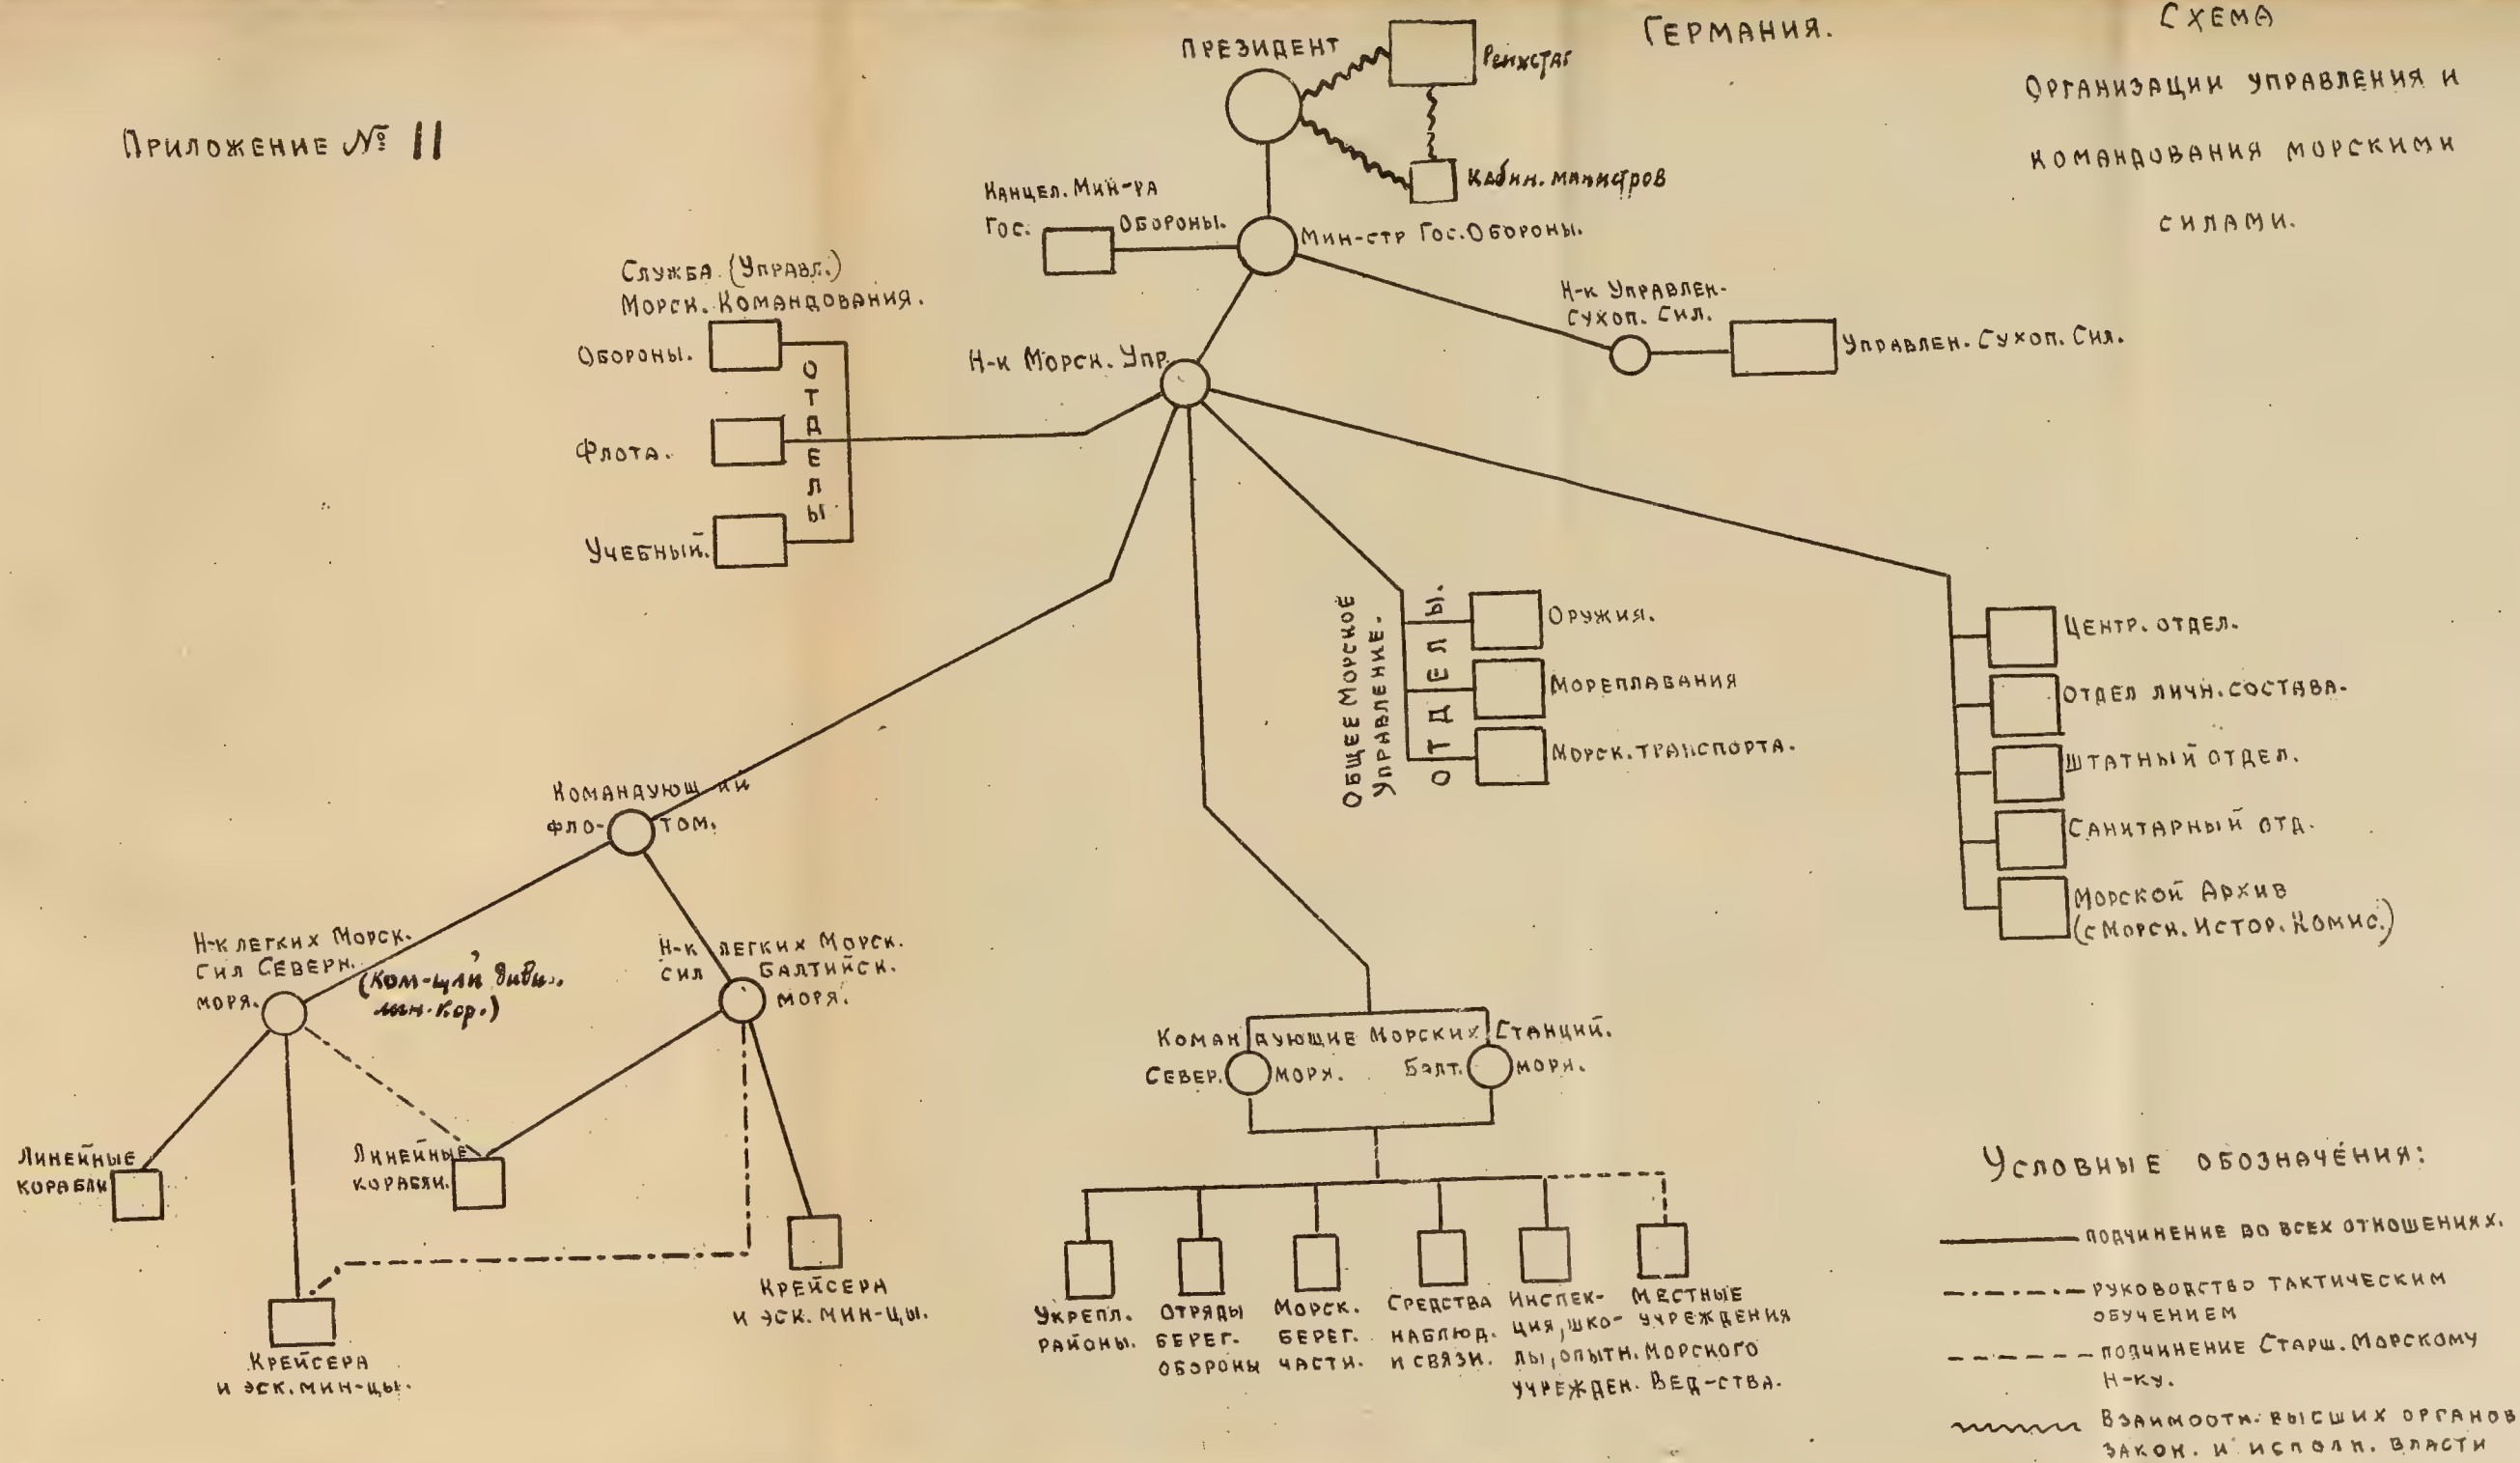 Приложение № 11
Германия.
Схема
Организации управления и
командования морскими
силами.
Президент
Рейхстаг
Кабин. министров
Канцел. Мин-ра
Гос. Обороны.
Мин-стр Гос. Обороны.
Служба (Управл.)
Морск. Командования.
Обороны.
Флота.
Учебный.
Отделы
Н-к Управлен.
Сухоп. Сил.
Управлен. Сухоп. Сил.
Н-к Морск. Упр.
Общее Морское
Управление.
Отделы.
Оружия.
Мореплавания
Морск. транспорта.
Центр. отдел.
Отдел личн. состава.
Штатный отдел.
Санитарный отд.
Морской Архив
(с Морск. Истор. Комис.)
Командующий
фло-том.
Н-к легких Морск.
сил Северн.
моря.
(Ком-щий диви.
лин. кор.)
Н-к легких Морск.
сил Балтийск.
моря.
Линейные
корабли
Линейные
корабли.
Крейсера
и эск. мин-цы.
Крейсера
и эск. мин-цы.
Командующие Морских Станций.
Север. моря. Балт. моря.
Укрепл.
районы.
Отряды
берег.
обороны
Морск.
берег.
части.
Средства
наблюд.
и связи.
Инспек-
ция, шко-
лы, опытн.
учрежден.
Местные
учреждения
Морского
Вед-ства.
Условные обозначения:
подчинение во всех отношениях.
руководство тактическим
обучением
подчинение Старш. Морскому
Н-ку.
Взаимоотн. высших органов
закон. и исполн. власти